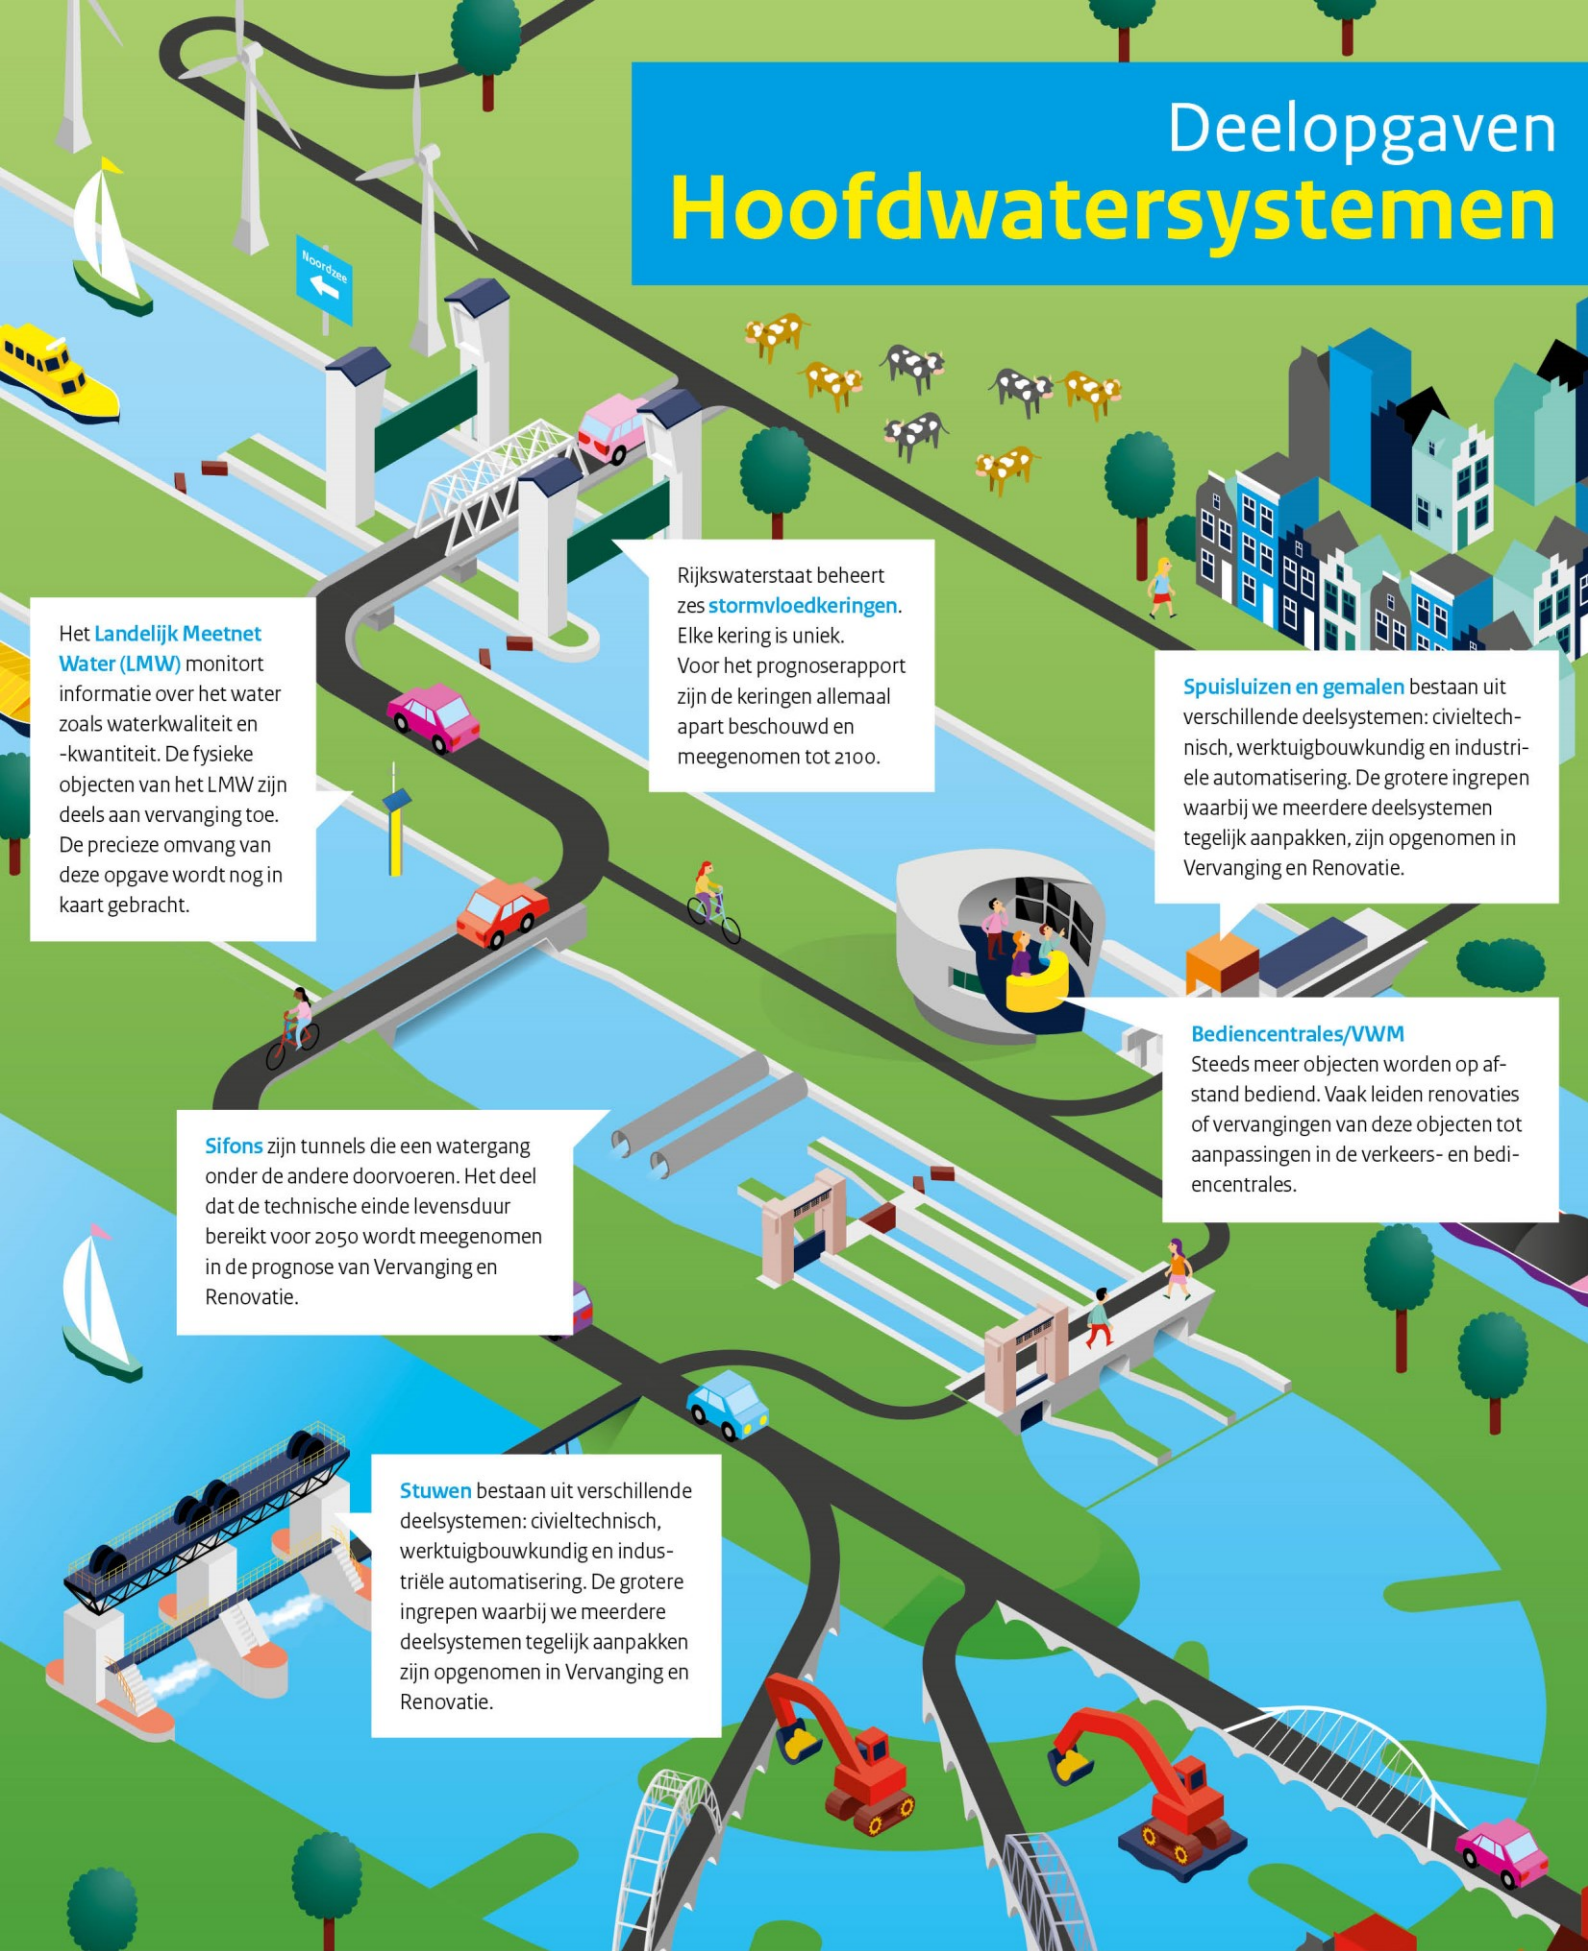 Deelopgaven
Hoofdwatersystemen
Noordzee
Rijkswaterstaat beheert
zes stormvloedkeringen.
Elke kering is uniek.
Voor het prognoserapport
zijn de keringen allemaal
apart beschouwd en
meegenomen tot 2100.
Het Landelijk Meetnet
Water (LMW) monitort
informatie over het water
zoals waterkwaliteit en
-kwantiteit. De fysieke
objecten van het LMW zijn
deels aan vervanging toe.
De precieze omvang van
deze opgave wordt nog in
kaart gebracht.
Spuisluizen en gemalen bestaan uit
verschillende deelsystemen: civieltech-
nisch, werktuigbouwkundig en industri-
ele automatisering. De grotere ingrepen
waarbij we meerdere deelsystemen
tegelijk aanpakken, zijn opgenomen in
Vervanging en Renovatie.
Bediencentrales/VWM
Steeds meer objecten worden op af-
stand bediend. Vaak leiden renovaties
of vervangingen van deze objecten tot
aanpassingen in de verkeers- en bedi-
encentrales.
Sifons zijn tunnels die een watergang
onder de andere doorvoeren. Het deel
dat de technische einde levensduur
bereikt voor 2050 wordt meegenomen
in de prognose van Vervanging en
Renovatie.
Stuwen bestaan uit verschillende
deelsystemen: civieltechnisch,
werktuigbouwkundig en indus-
triële automatisering. De grotere
ingrepen waarbij we meerdere
deelsystemen tegelijk aanpakken
zijn opgenomen in Vervanging en
Renovatie.